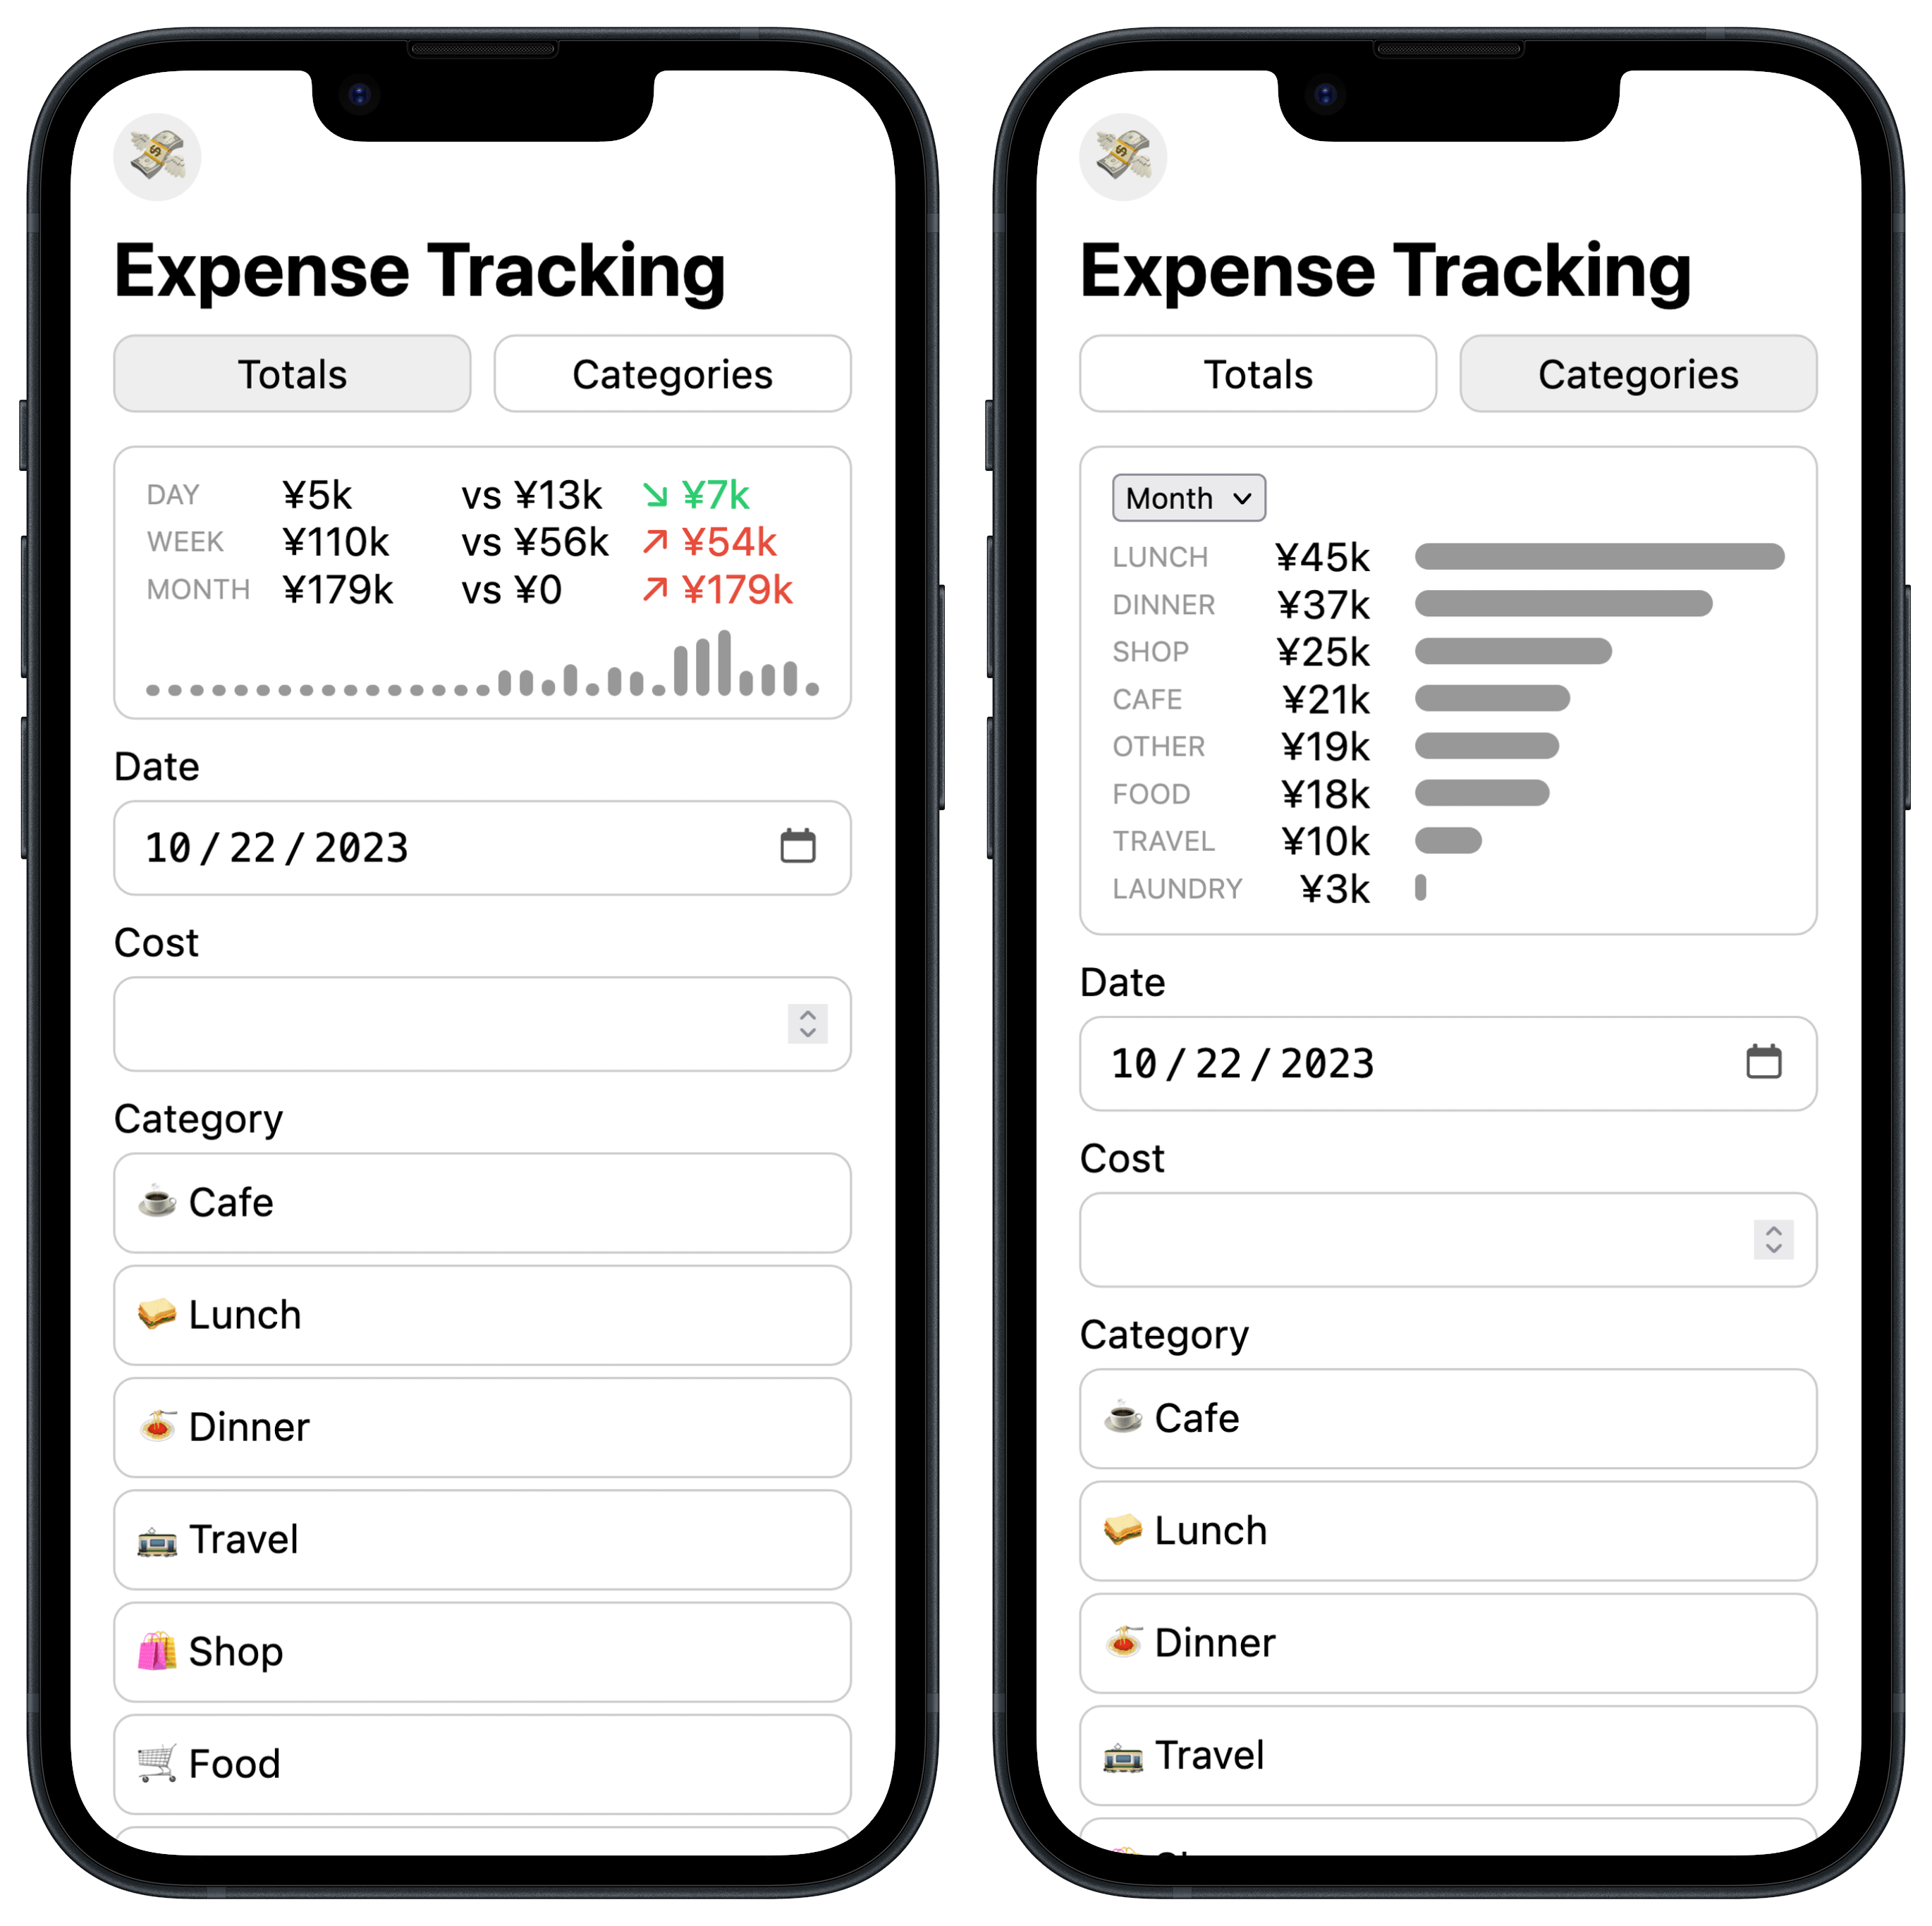 Expense Tracking
Totals Categories
DAY ¥5k vs ¥13k ↘ ¥7k
WEEK ¥110k vs ¥56k ↗ ¥54k
MONTH ¥179k vs ¥0 ↗ ¥179k
Date
10/22/2023
Cost
Category
Cafe
Lunch
Dinner
Travel
Shop
Food
Expense Tracking
Totals Categories
Month
LUNCH ¥45k
DINNER ¥37k
SHOP ¥25k
CAFE ¥21k
OTHER ¥19k
FOOD ¥18k
TRAVEL ¥10k
LAUNDRY ¥3k
Date
10/22/2023
Cost
Category
Cafe
Lunch
Dinner
Travel